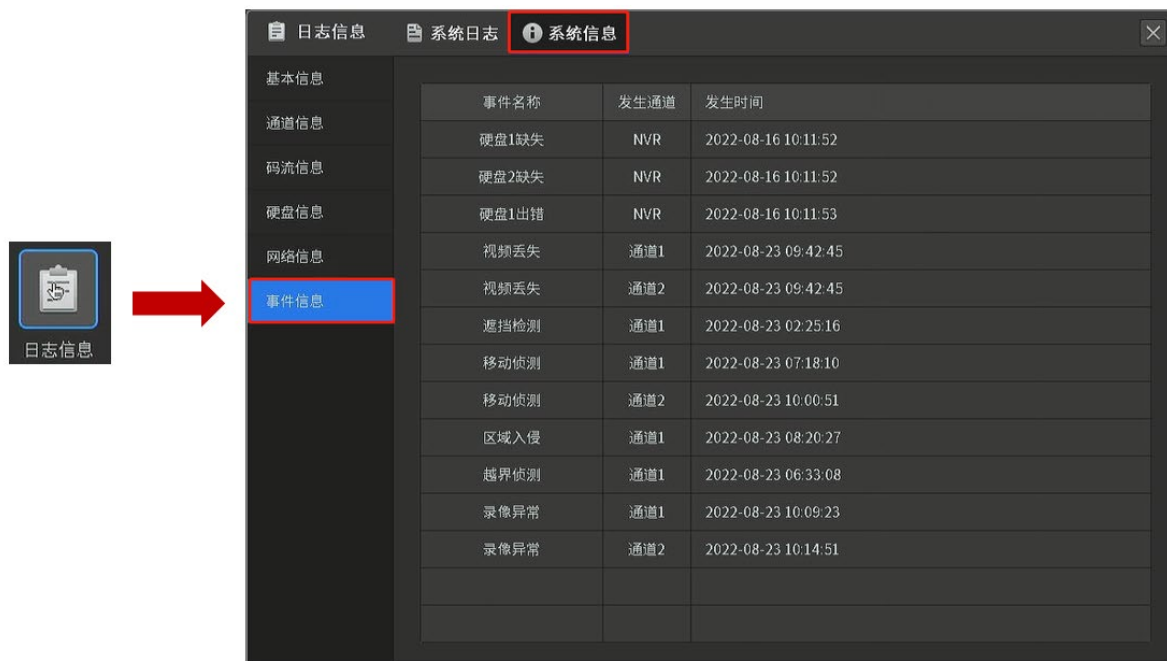 日志信息 系统日志 系统信息
基本信息
通道信息
码流信息
硬盘信息
网络信息
事件信息
日志信息
事件名称 发生通道 发生时间
硬盘1缺失 NVR 2022-08-16 10:11:52
硬盘2缺失 NVR 2022-08-16 10:11:52
硬盘1出错 NVR 2022-08-16 10:11:53
视频丢失 通道1 2022-08-23 09:42:45
视频丢失 通道2 2022-08-23 09:42:45
遮挡检测 通道1 2022-08-23 02:25:16
移动侦测 通道1 2022-08-23 07:18:10
移动侦测 通道2 2022-08-23 10:00:51
区域入侵 通道1 2022-08-23 08:20:27
越界侦测 通道1 2022-08-23 06:33:08
录像异常 通道1 2022-08-23 10:09:23
录像异常 通道2 2022-08-23 10:14:51